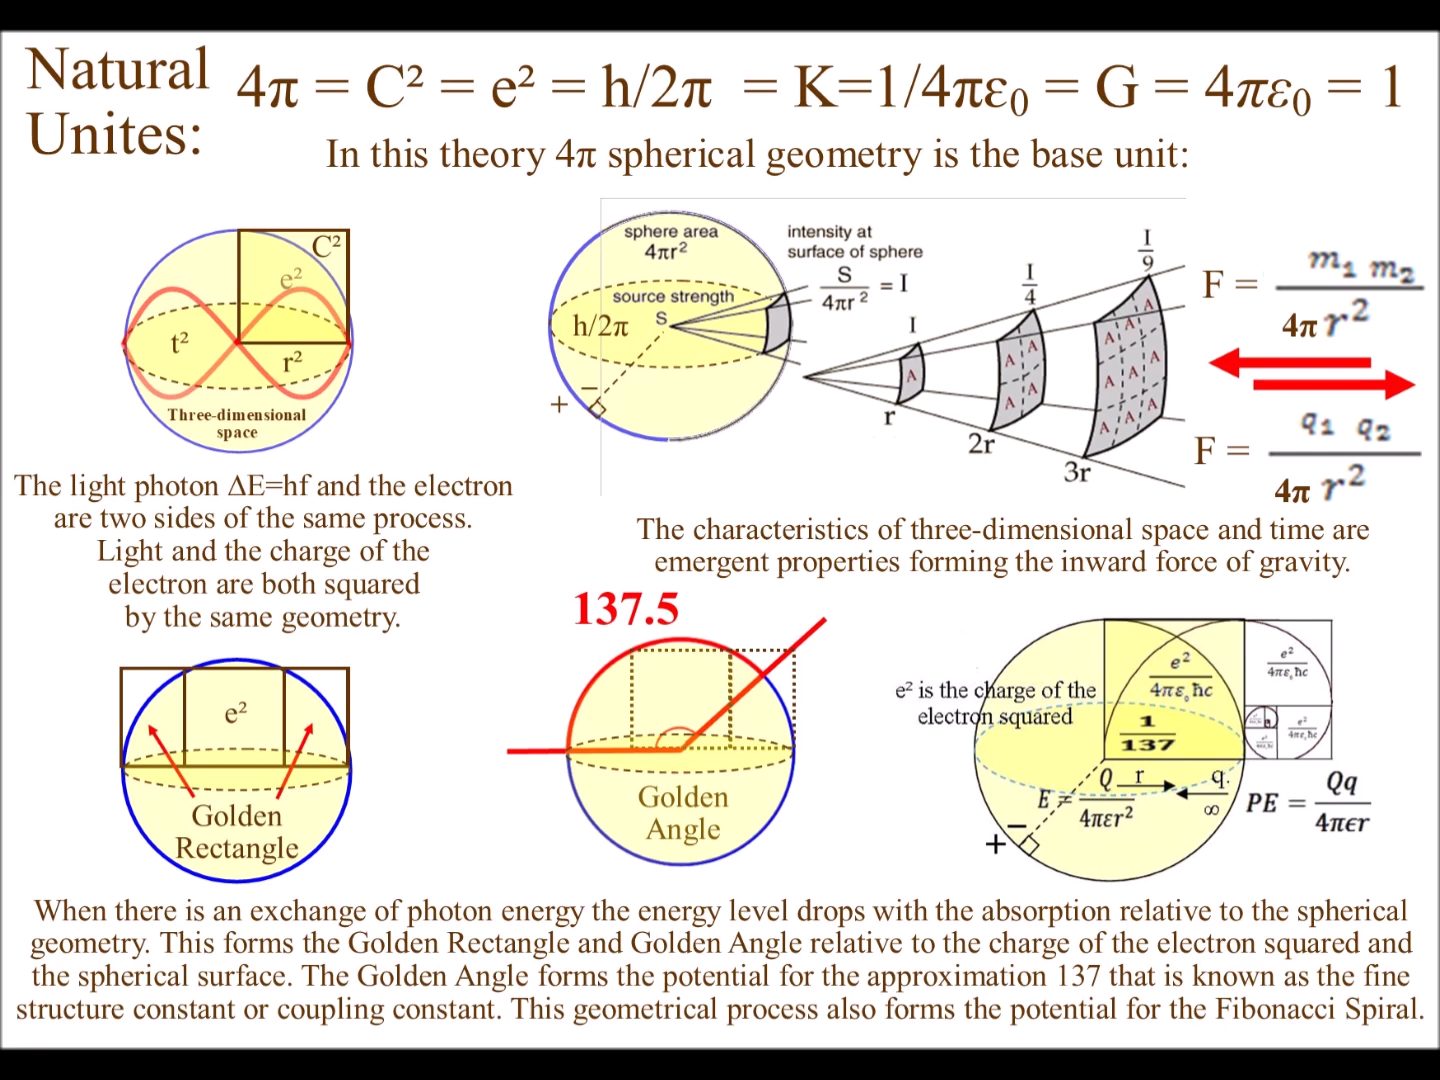 Natural
Unites:
4π = C² = e² = h/2π = K=1/4πε₀ = G = 4πε₀ = 1
In this theory 4π spherical geometry is the base unit:
C²
e²
t²
r²
Three-dimensional
space
sphere area
4πr²
source strength
S
h/2π
+
−
intensity at
surface of sphere
S
4πr²
= I
I
A
r
I
4
A A
A A
2r
I
9
A
A A
A A A
A A
A
3r
F = m₁ m₂
4π r²
F = q₁ q₂
4π r²
The light photon ΔE=hf and the electron
are two sides of the same process.
Light and the charge of the
electron are both squared
by the same geometry.
The characteristics of three-dimensional space and time are
emergent properties forming the inward force of gravity.
e²
Golden
Rectangle
137.5
Golden
Angle
e² is the charge of the
electron squared
e²
4πε₀ħc
1
137
e²
4πε₀ħc
e²
4πε₀ħc
Q r q.
E = 4πεr²
∞
PE = Qq
4πϵr
+
−
When there is an exchange of photon energy the energy level drops with the absorption relative to the spherical
geometry. This forms the Golden Rectangle and Golden Angle relative to the charge of the electron squared and
the spherical surface. The Golden Angle forms the potential for the approximation 137 that is known as the fine
structure constant or coupling constant. This geometrical process also forms the potential for the Fibonacci Spiral.